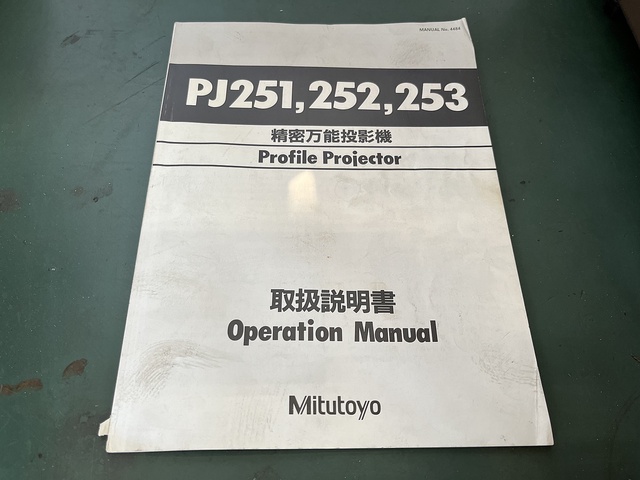 MANUAL No. 4464
PJ251, 252, 253
精密万能投影機
Profile Projector
取扱説明書
Operation Manual
Mitutoyo